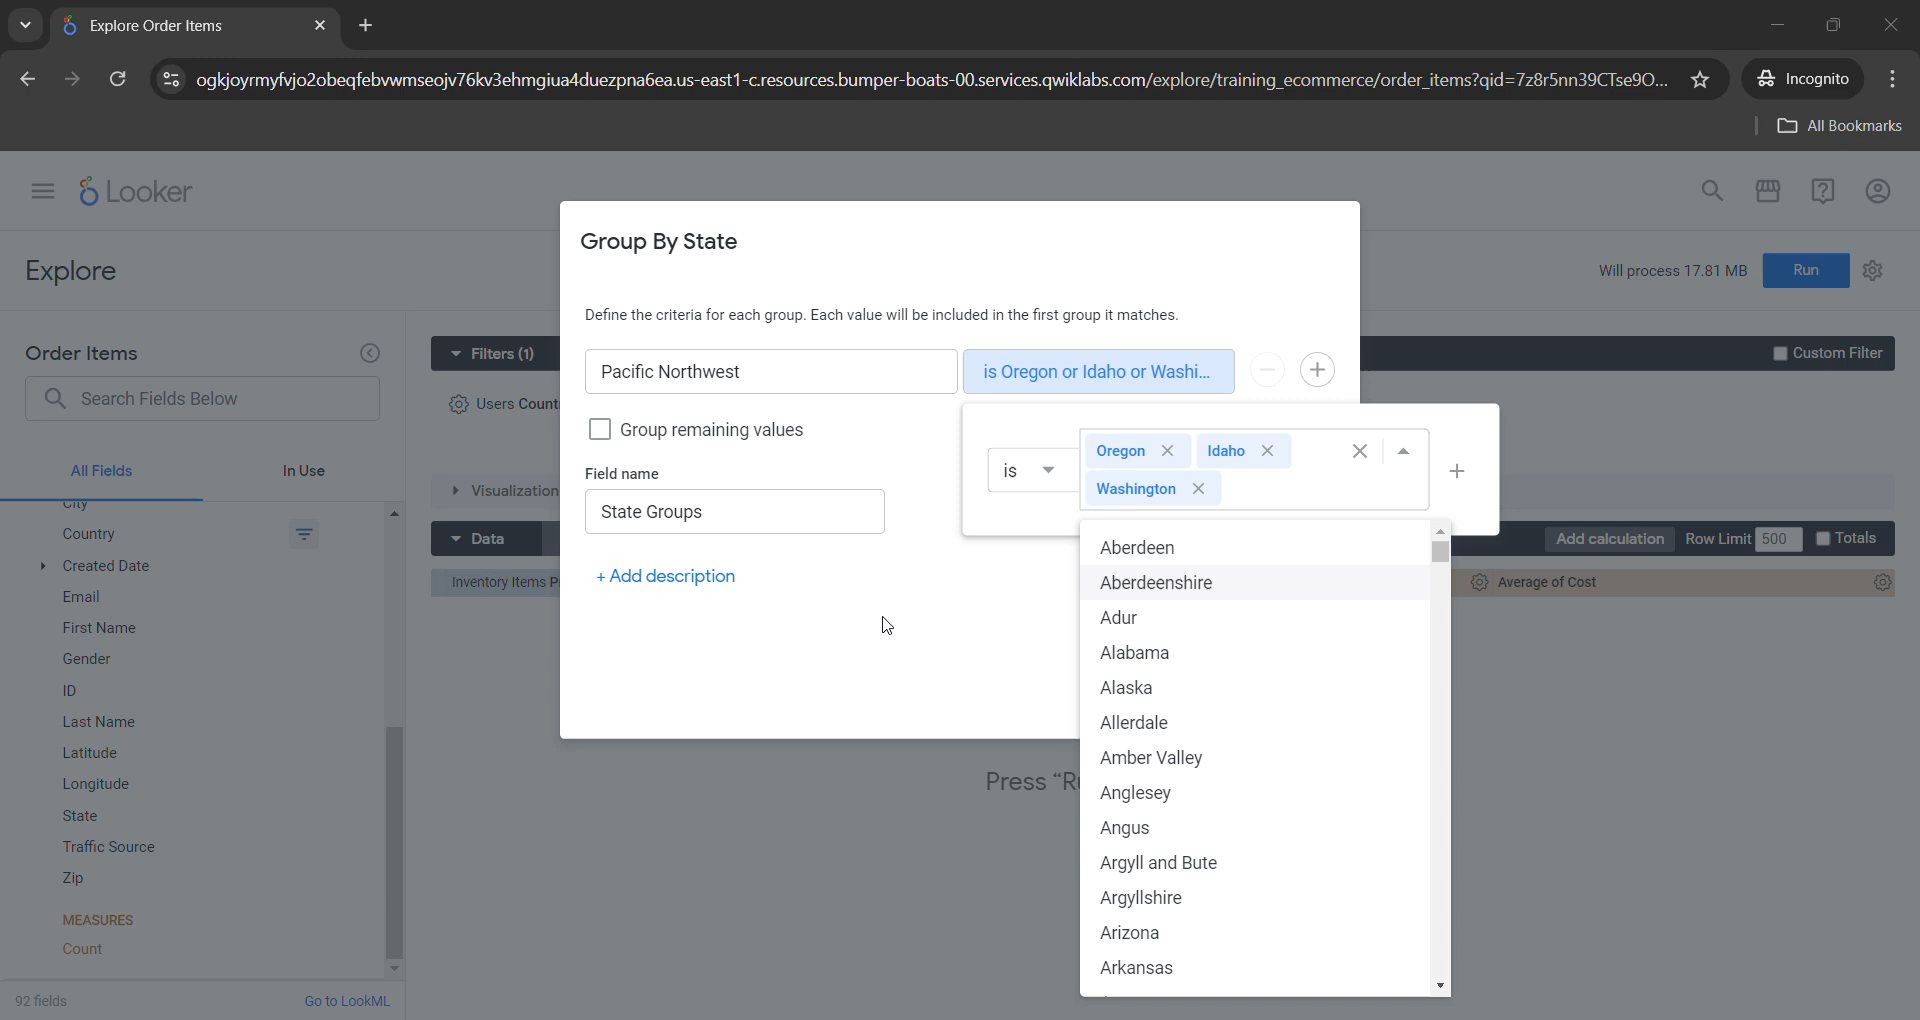 Explore Order Items
ogkjoyrmyfvjo2obeqfebvwmseojv76kv3ehmgiua4duezpna6ea.us-east1-c.resources.bumper-boats-00.services.qwiklabs.com/explore/training_ecommerce/order_items?qid=7z8r5nn39CTse9O...
Incognito
All Bookmarks
Looker
Explore
Will process 17.81 MB
Run
Order Items
Search Fields Below
All Fields
In Use
City
Country
Created Date
Email
First Name
Gender
ID
Last Name
Latitude
Longitude
State
Traffic Source
Zip
MEASURES
Count
92 fields
Go to LookML
Filters (1)
Custom Filter
Users Count
Visualization
Data
Add calculation
Row Limit 500
Totals
Inventory Items P
Average of Cost
Press "Ru
Group By State
Define the criteria for each group. Each value will be included in the first group it matches.
Pacific Northwest
is Oregon or Idaho or Washi...
Group remaining values
Field name
State Groups
+ Add description
is
Oregon
Idaho
Washington
Aberdeen
Aberdeenshire
Adur
Alabama
Alaska
Allerdale
Amber Valley
Anglesey
Angus
Argyll and Bute
Argyllshire
Arizona
Arkansas